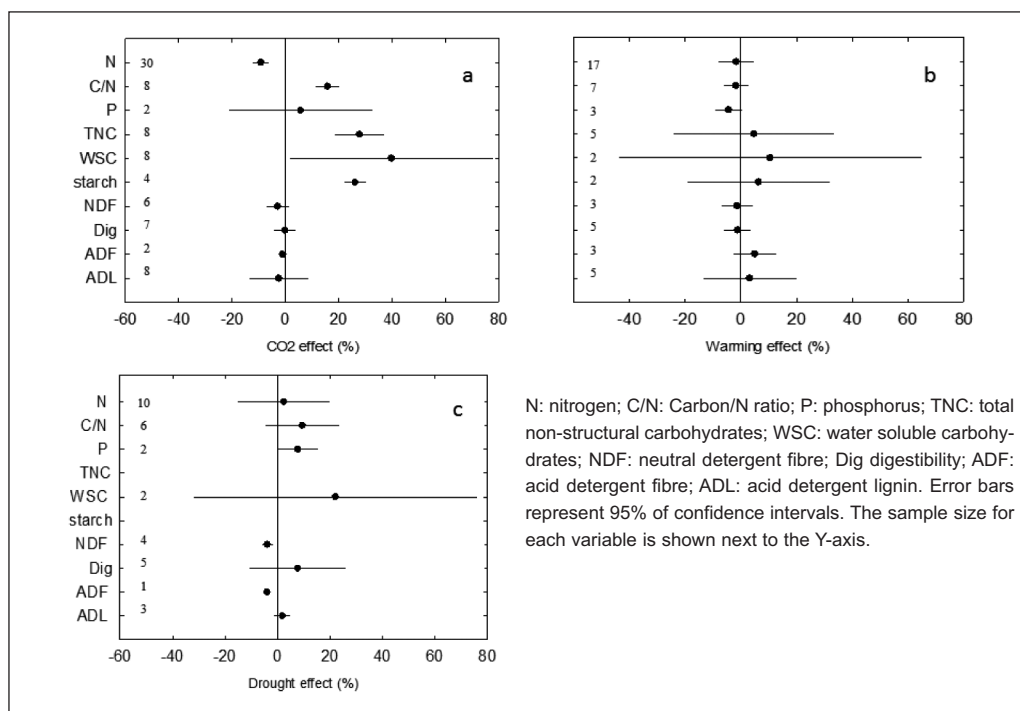 a
N 30
C/N 8
P 2
TNC 8
WSC 8
starch 4
NDF 6
Dig 7
ADF 2
ADL 8
-60 -40 -20 0 20 40 60 80
CO2 effect (%)
b
17
7
3
5
2
2
3
5
3
5
-40 -20 0 20 40 60 80
Warming effect (%)
c
N 10
C/N 6
P 2
TNC
WSC 2
starch
NDF 4
Dig 5
ADF 1
ADL 3
-60 -40 -20 0 20 40 60 80
Drought effect (%)
N: nitrogen; C/N: Carbon/N ratio; P: phosphorus; TNC: total
non-structural carbohydrates; WSC: water soluble carbohy-
drates; NDF: neutral detergent fibre; Dig digestibility; ADF:
acid detergent fibre; ADL: acid detergent lignin. Error bars
represent 95% of confidence intervals. The sample size for
each variable is shown next to the Y-axis.